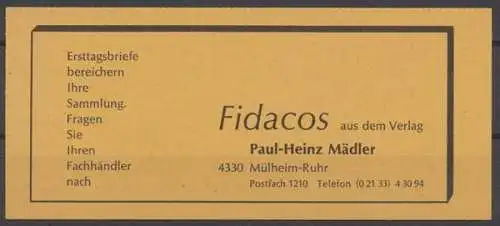 Ersttagsbriefe
bereichern
Ihre
Sammlung.
Fragen
Sie
Ihren
Fachhändler
nach
Fidacos aus dem Verlag
Paul-Heinz Mädler
4330 Mülheim-Ruhr
Postfach 1210 Telefon (0 21 33) 4 30 94